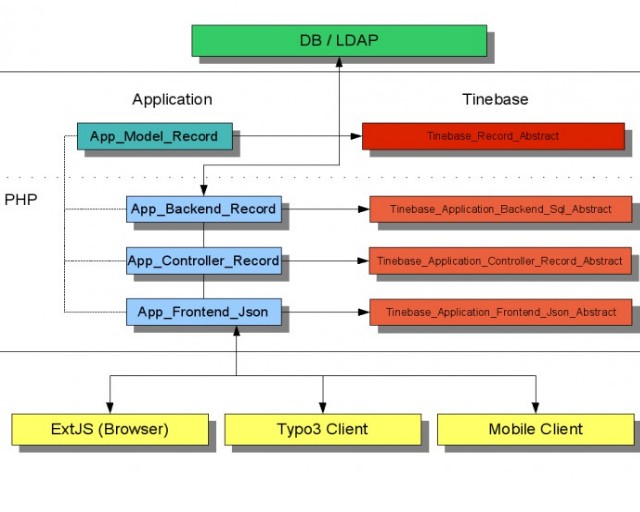 DB / LDAP
Application
Tinebase
App_Model_Record
Tinebase_Record_Abstract
PHP
App_Backend_Record
Tinebase_Application_Backend_Sql_Abstract
App_Controller_Record
Tinebase_Application_Controller_Record_Abstract
App_Frontend_Json
Tinebase_Application_Frontend_Json_Abstract
ExtJS (Browser)
Typo3 Client
Mobile Client